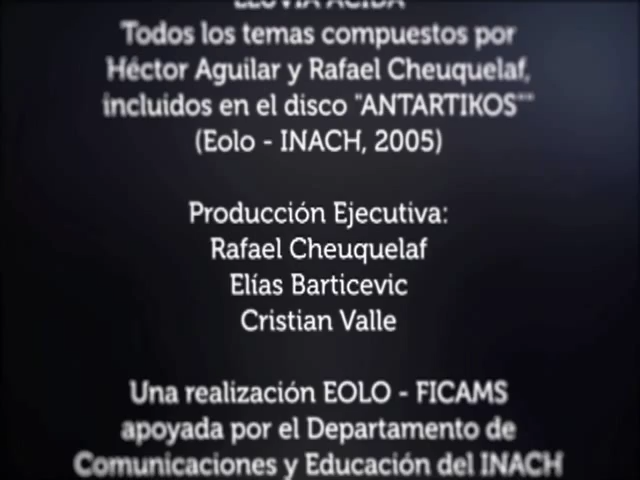 LLUVIA ÁCIDA
Todos los temas compuestos por
Héctor Aguilar y Rafael Cheuquelaf,
incluidos en el disco "ANTARTIKOS""
(Eolo - INACH, 2005)
Producción Ejecutiva:
Rafael Cheuquelaf
Elías Barticevic
Cristian Valle
Una realización EOLO - FICAMS
apoyada por el Departamento de
Comunicaciones y Educación del INACH